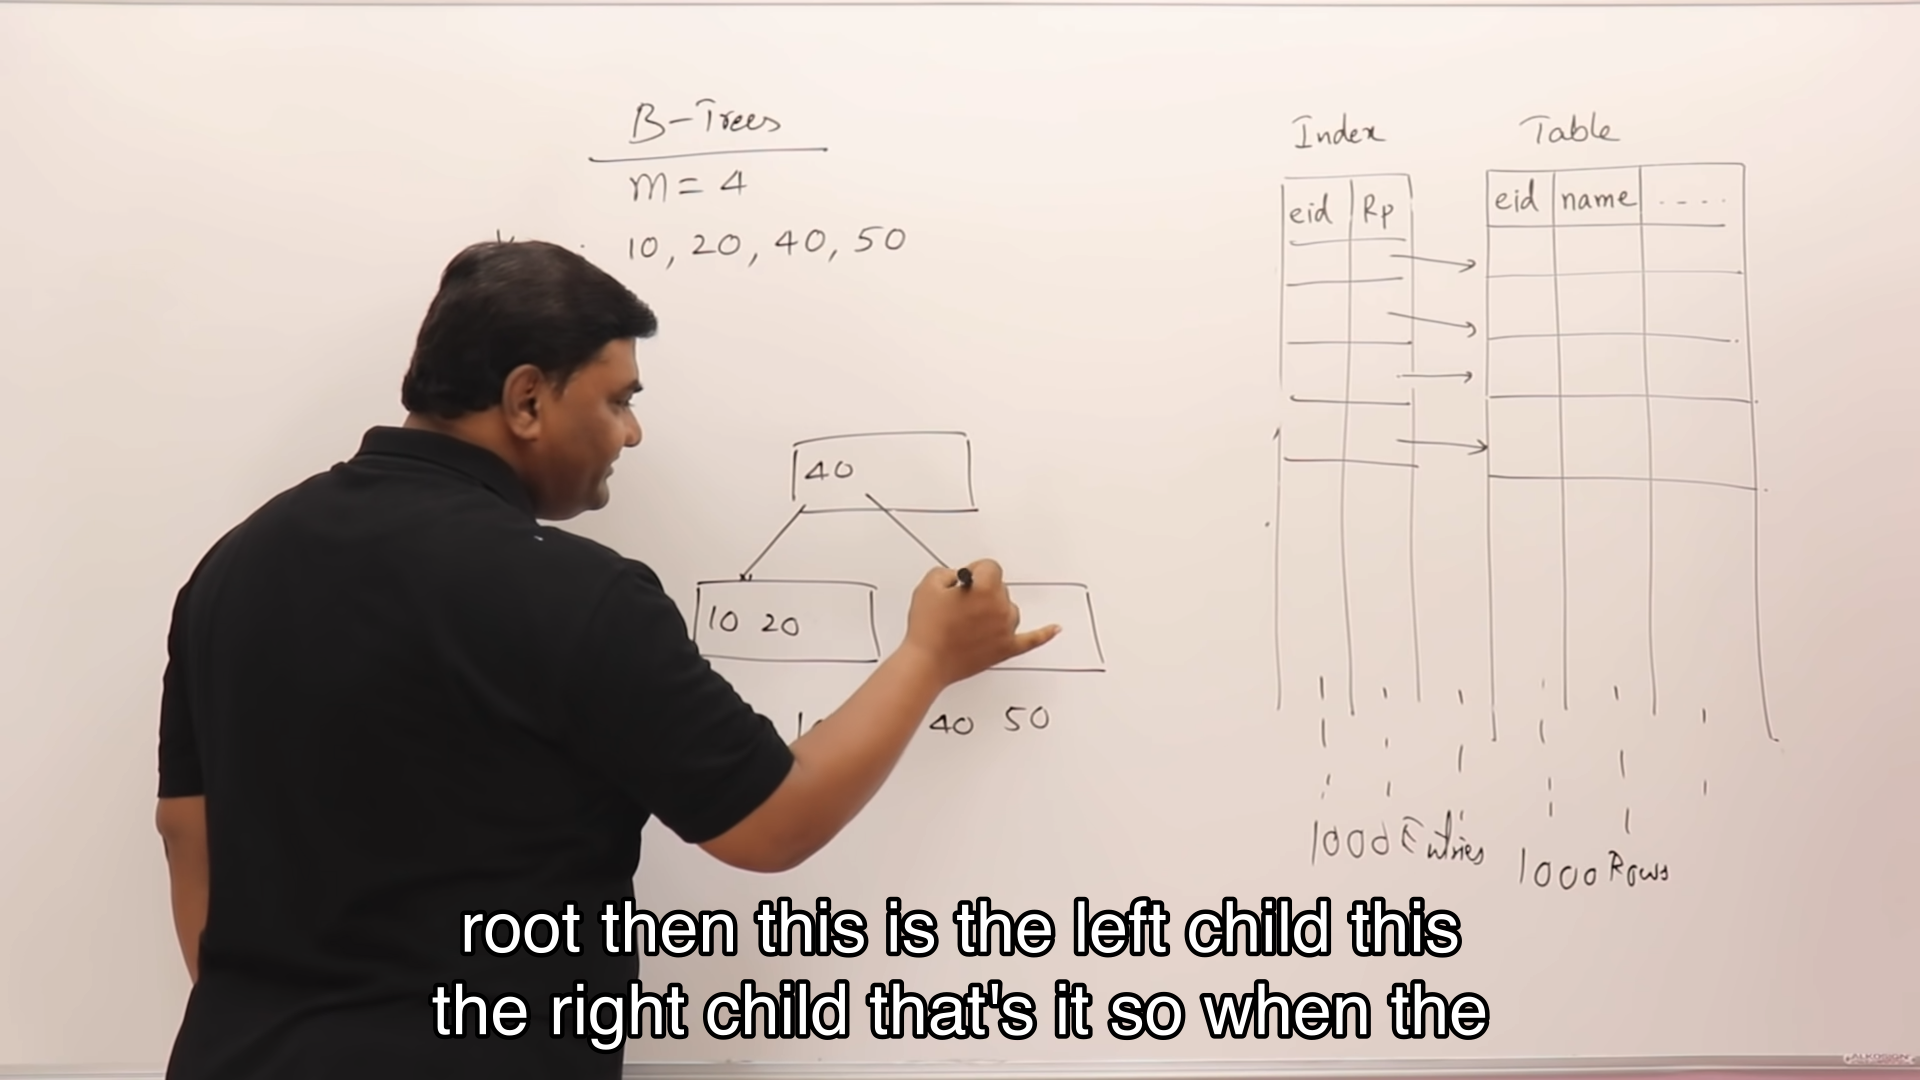 B-Trees
m = 4
10, 20, 40, 50
40
10 20
40 50
Index
eid Rp
1000 Entries
Table
eid name ----
1000 Rows
root then this is the left child this
the right child that's it so when the